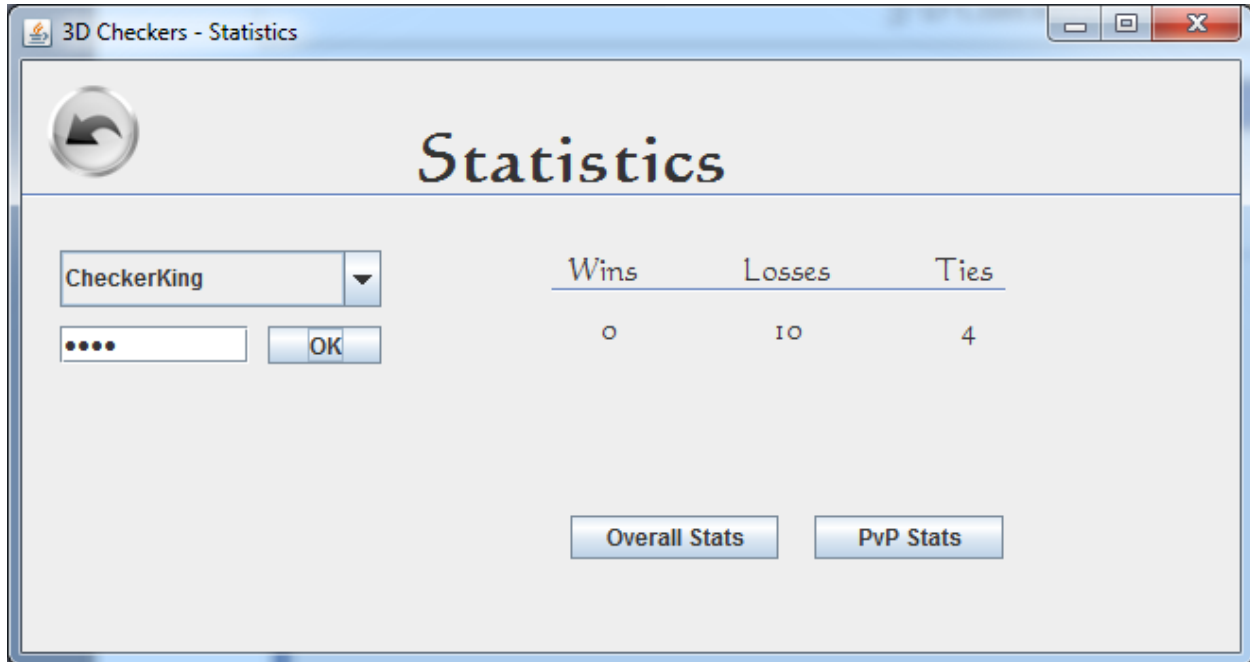 3D Checkers - Statistics
Statistics
CheckerKing
OK
Wins Losses Ties
0 10 4
Overall Stats PvP Stats